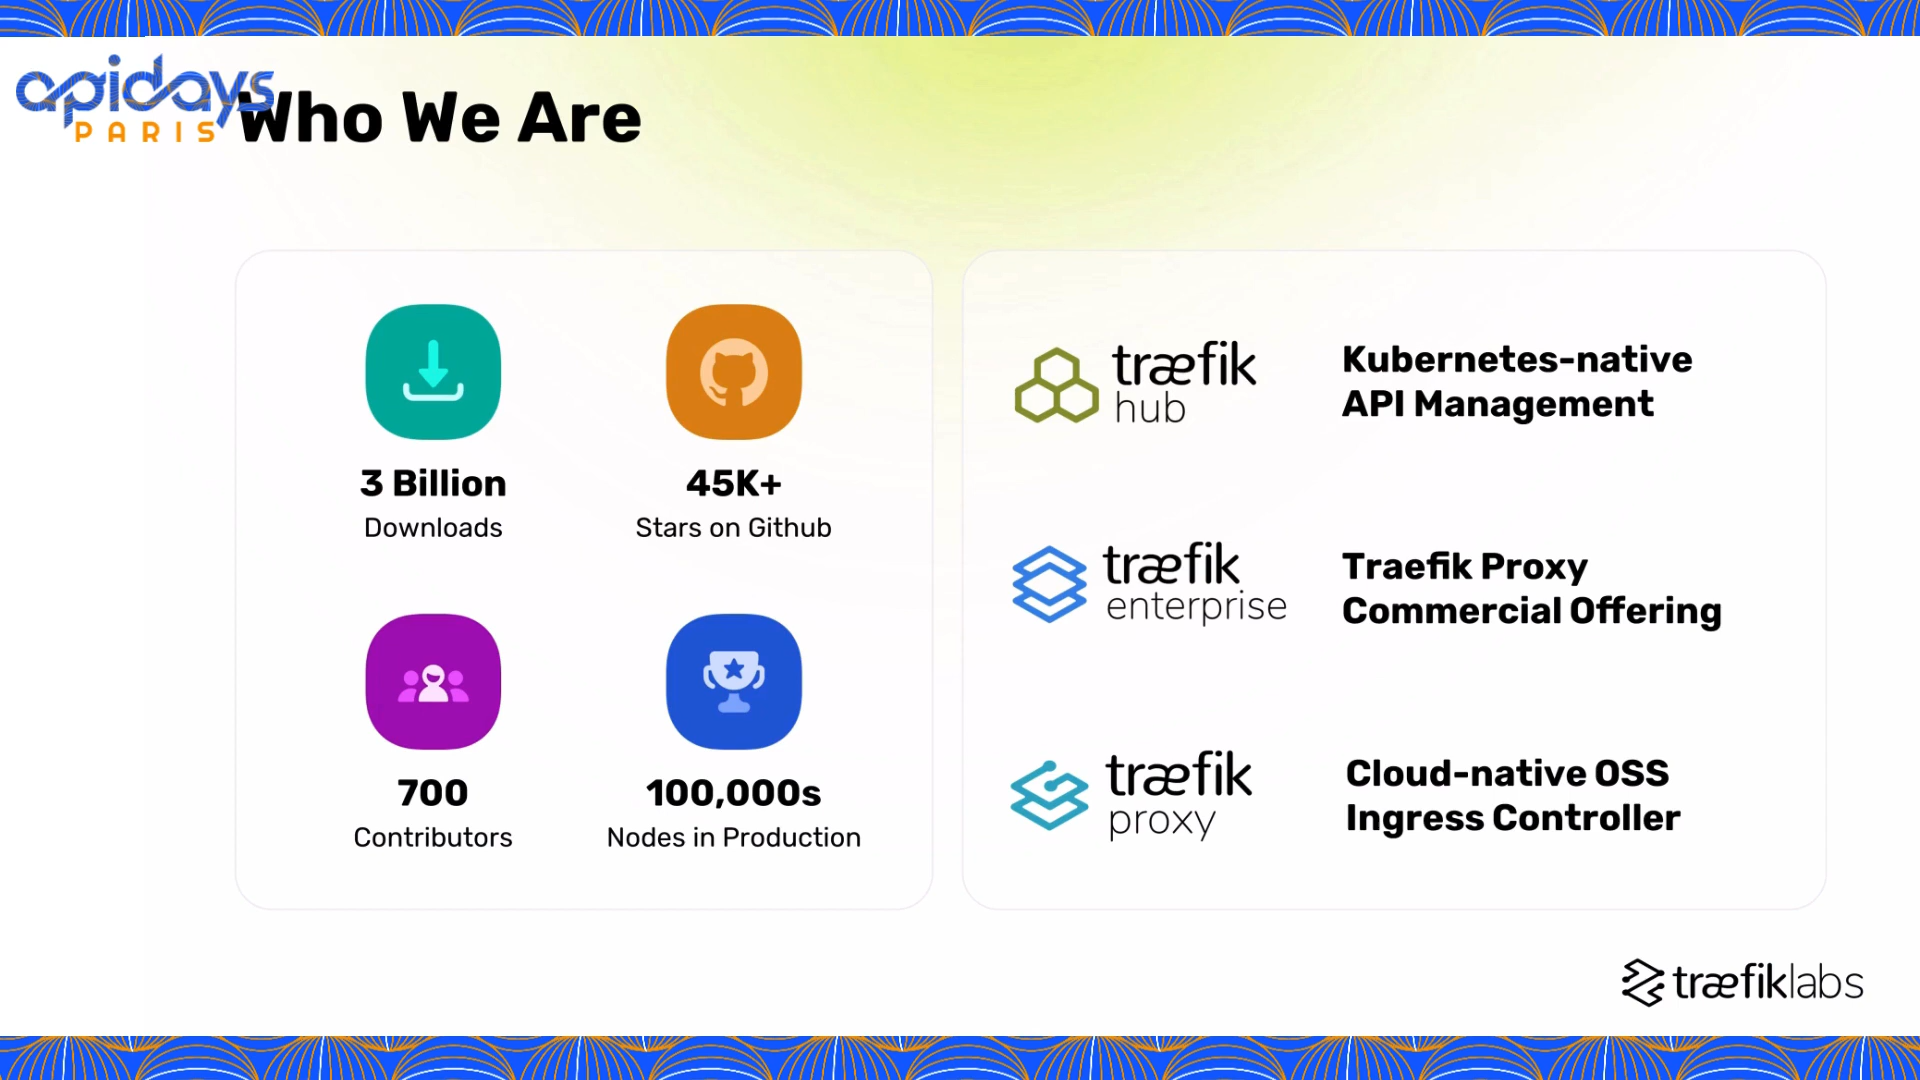 apidays
PARIS
Who We Are
3 Billion
Downloads
45K+
Stars on Github
700
Contributors
100,000s
Nodes in Production
træfik
hub
Kubernetes-native
API Management
træfik
enterprise
Traefik Proxy
Commercial Offering
træfik
proxy
Cloud-native OSS
Ingress Controller
træfiklabs